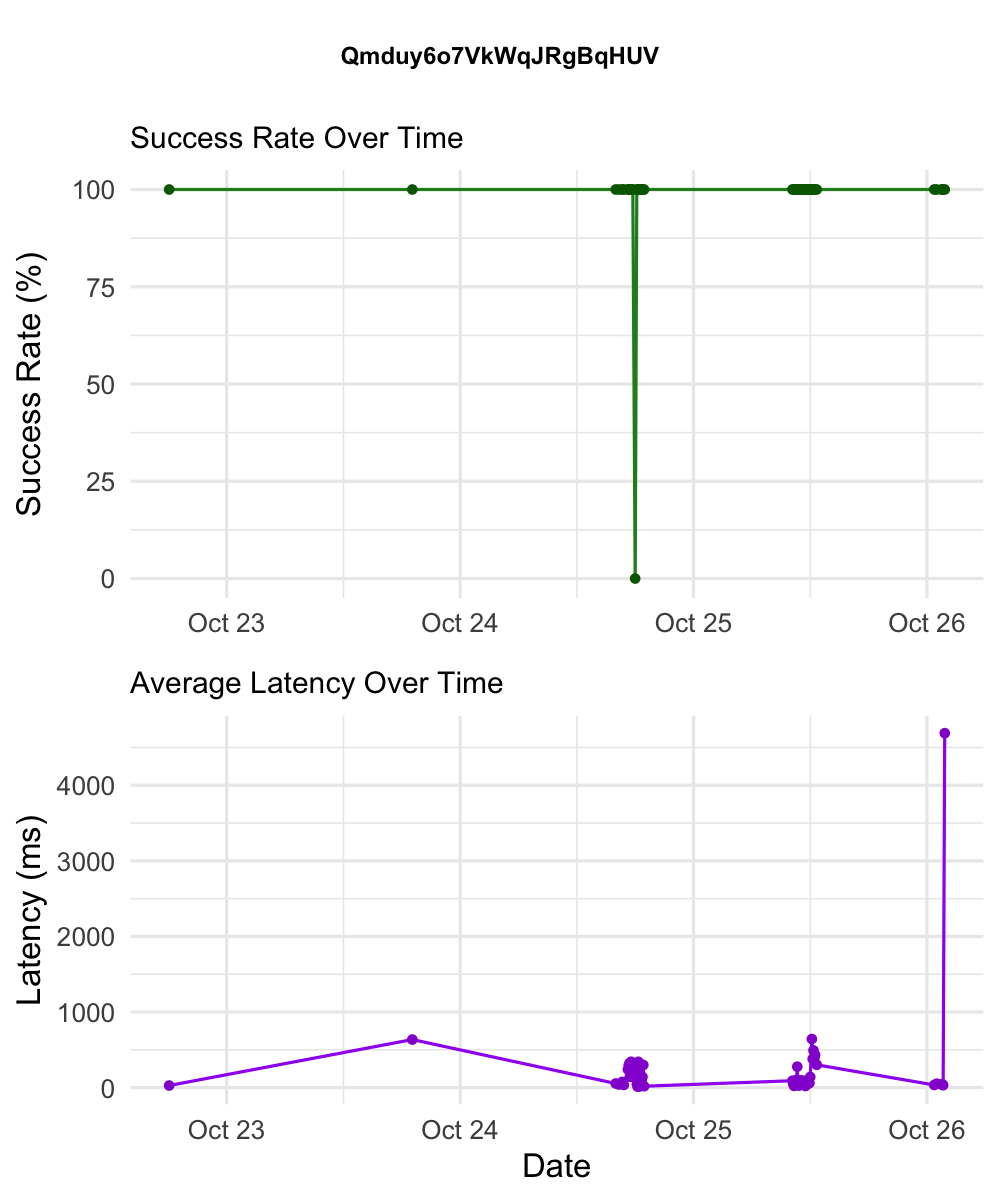 Qmduy6o7VkWqJRgBqHUV
Success Rate Over Time
Success Rate (%)
100
75
50
25
0
Oct 23 Oct 24 Oct 25 Oct 26
Average Latency Over Time
Latency (ms)
4000
3000
2000
1000
0
Oct 23 Oct 24 Oct 25 Oct 26
Date